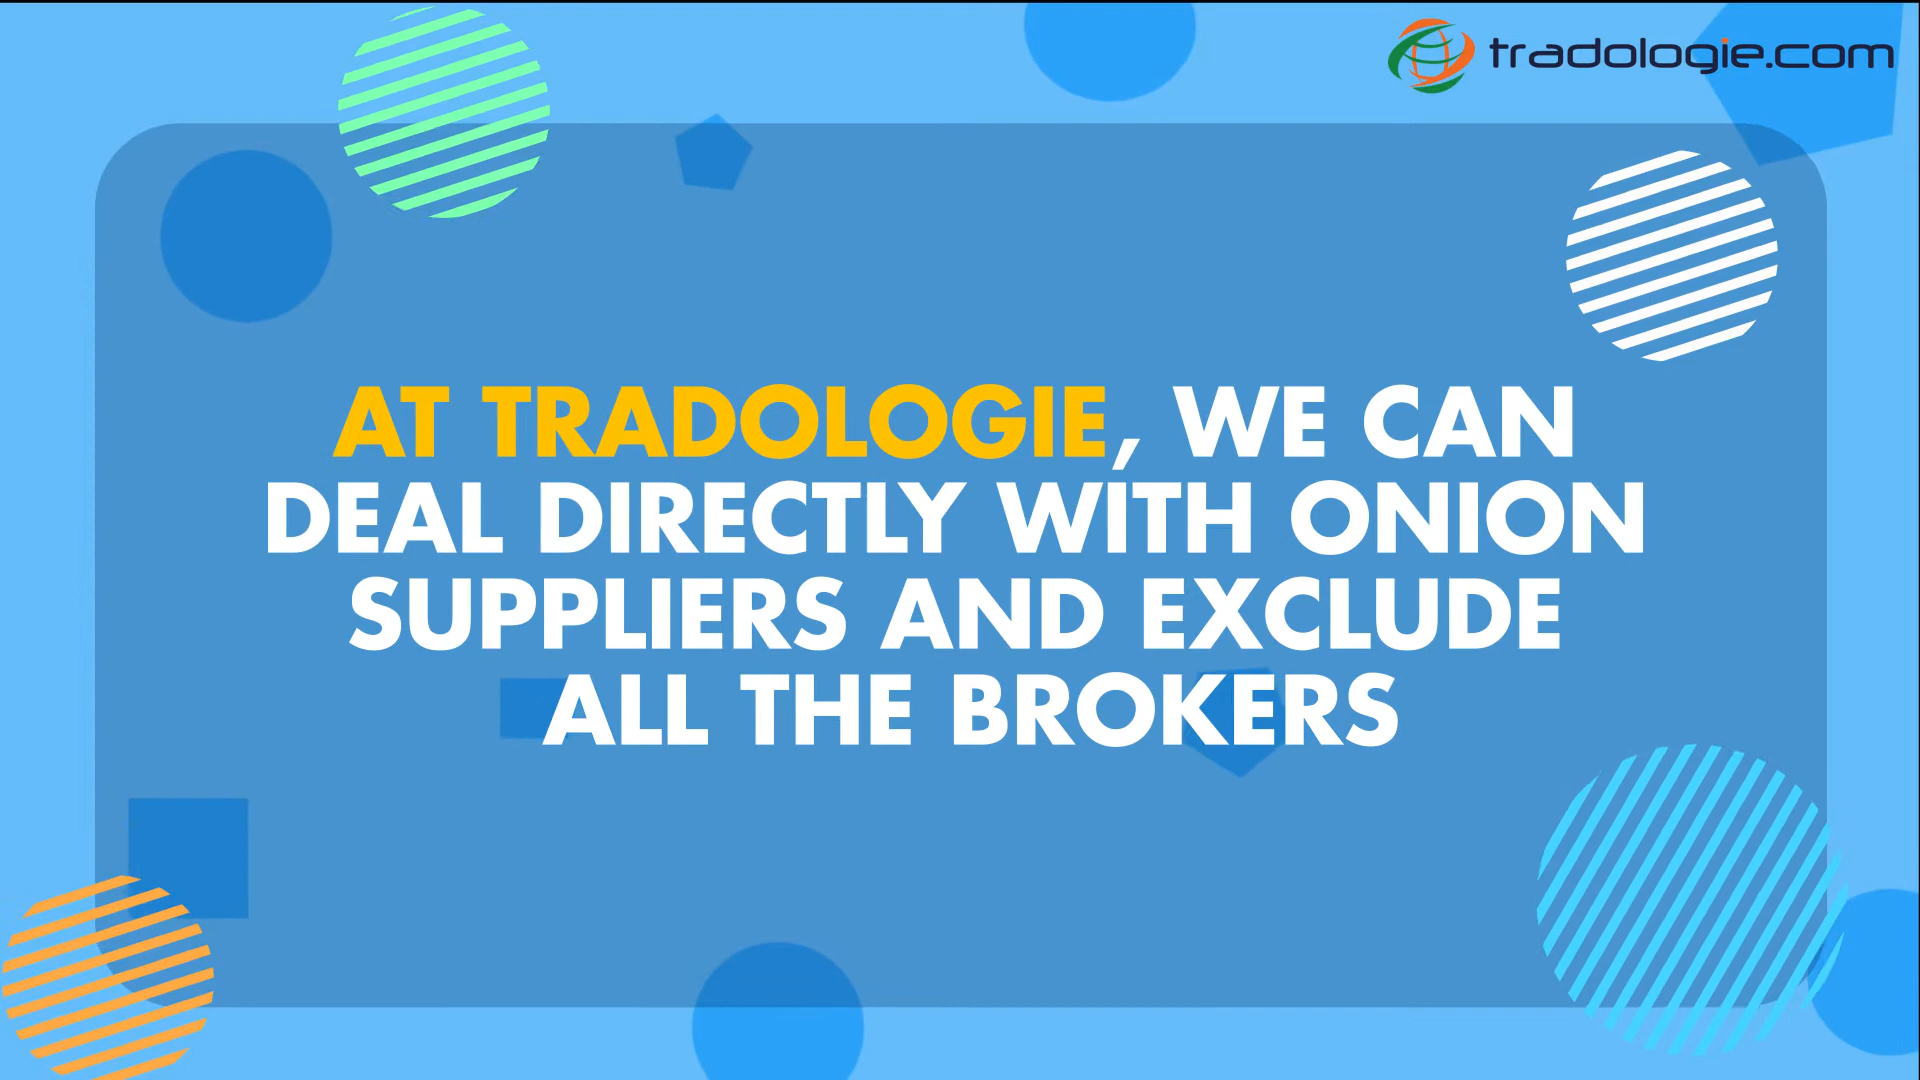 tradologie.com
AT TRADOLOGIE, WE CAN
DEAL DIRECTLY WITH ONION
SUPPLIERS AND EXCLUDE
ALL THE BROKERS